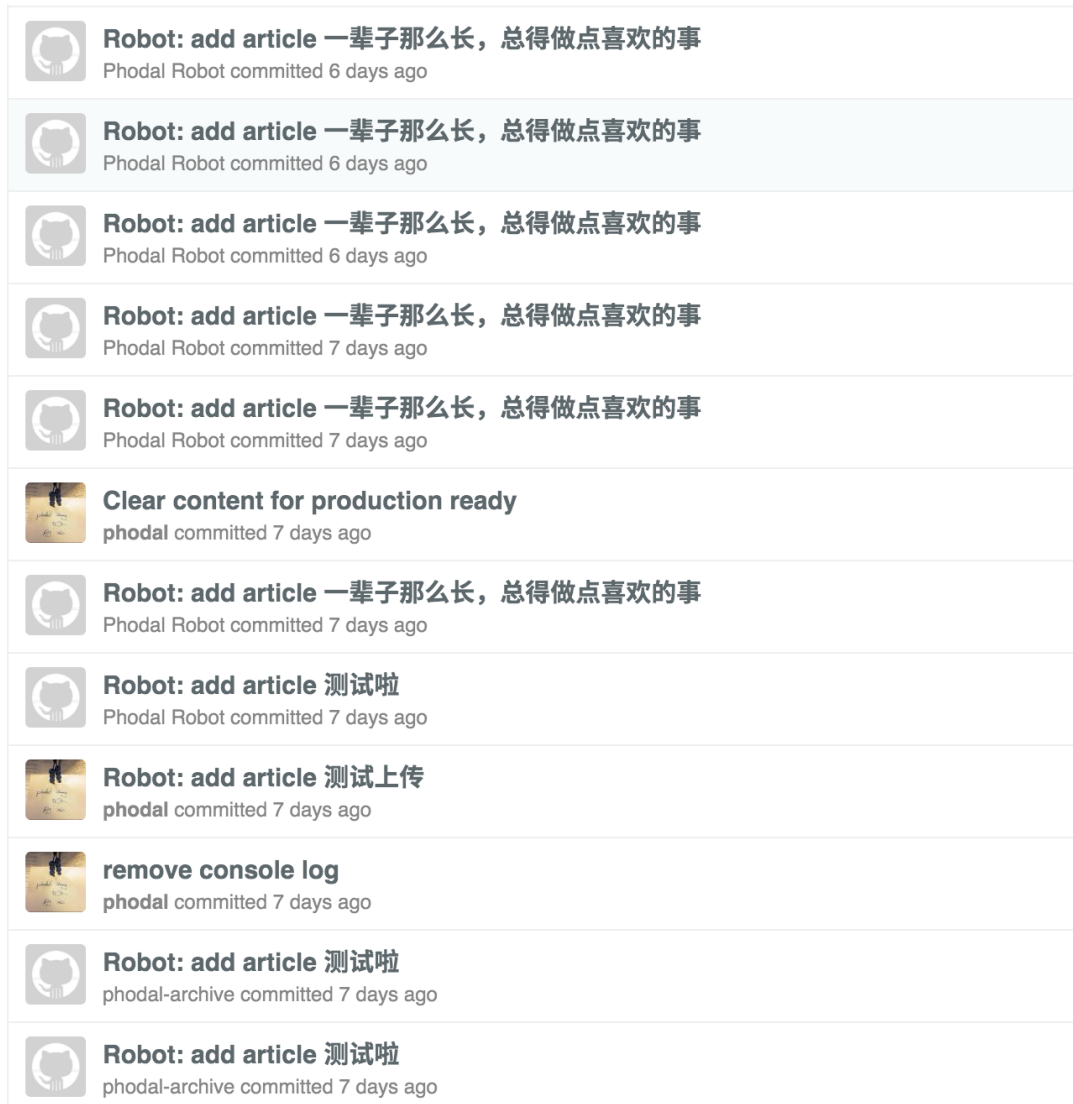 Robot: add article 一辈子那么长，总得做点喜欢的事
Phodal Robot committed 6 days ago
Robot: add article 一辈子那么长，总得做点喜欢的事
Phodal Robot committed 6 days ago
Robot: add article 一辈子那么长，总得做点喜欢的事
Phodal Robot committed 6 days ago
Robot: add article 一辈子那么长，总得做点喜欢的事
Phodal Robot committed 7 days ago
Robot: add article 一辈子那么长，总得做点喜欢的事
Phodal Robot committed 7 days ago
Clear content for production ready
phodal committed 7 days ago
Robot: add article 一辈子那么长，总得做点喜欢的事
Phodal Robot committed 7 days ago
Robot: add article 测试啦
Phodal Robot committed 7 days ago
Robot: add article 测试上传
phodal committed 7 days ago
remove console log
phodal committed 7 days ago
Robot: add article 测试啦
phodal-archive committed 7 days ago
Robot: add article 测试啦
phodal-archive committed 7 days ago